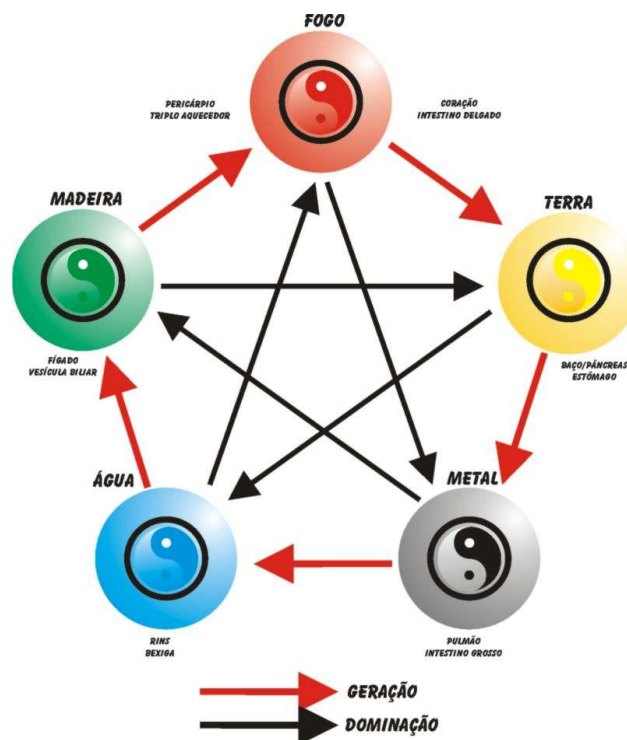 FOGO
PERICÁRPIO
TRIPLO AQUECEDOR
CORAÇÃO
INTESTINO DELGADO
MADEIRA
TERRA
FÍGADO
VESÍCULA BILIAR
BAÇO/PÂNCREAS
ESTÔMAGO
ÁGUA
METAL
RINS
BEXIGA
PULMÃO
INTESTINO GROSSO
GERAÇÃO
DOMINAÇÃO